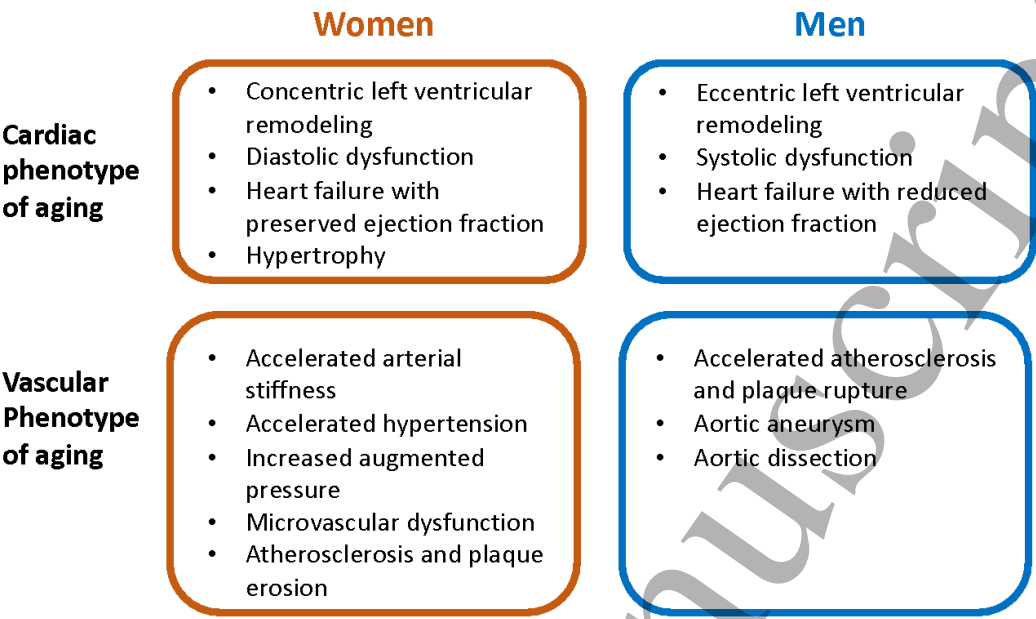 Women
Men
Cardiac
phenotype
of aging
• Concentric left ventricular
remodeling
• Diastolic dysfunction
• Heart failure with
preserved ejection fraction
• Hypertrophy
• Eccentric left ventricular
remodeling
• Systolic dysfunction
• Heart failure with reduced
ejection fraction
Vascular
Phenotype
of aging
• Accelerated arterial
stiffness
• Accelerated hypertension
• Increased augmented
pressure
• Microvascular dysfunction
• Atherosclerosis and plaque
erosion
• Accelerated atherosclerosis
and plaque rupture
• Aortic aneurysm
• Aortic dissection
nuscrip